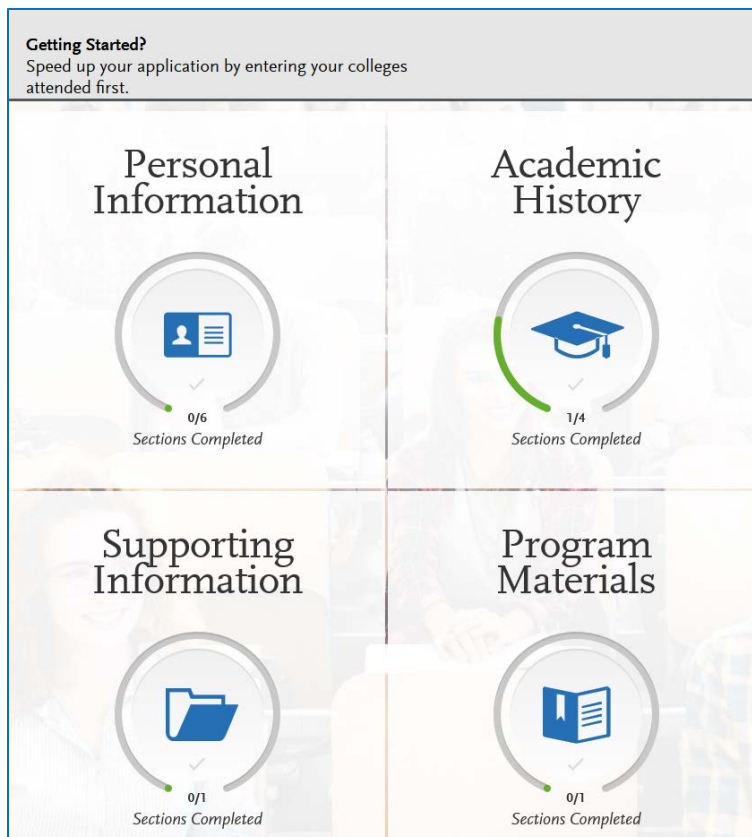 Getting Started?
Speed up your application by entering your colleges
attended first.
Personal
Information
0/6
Sections Completed
Academic
History
1/4
Sections Completed
Supporting
Information
0/1
Sections Completed
Program
Materials
0/1
Sections Completed